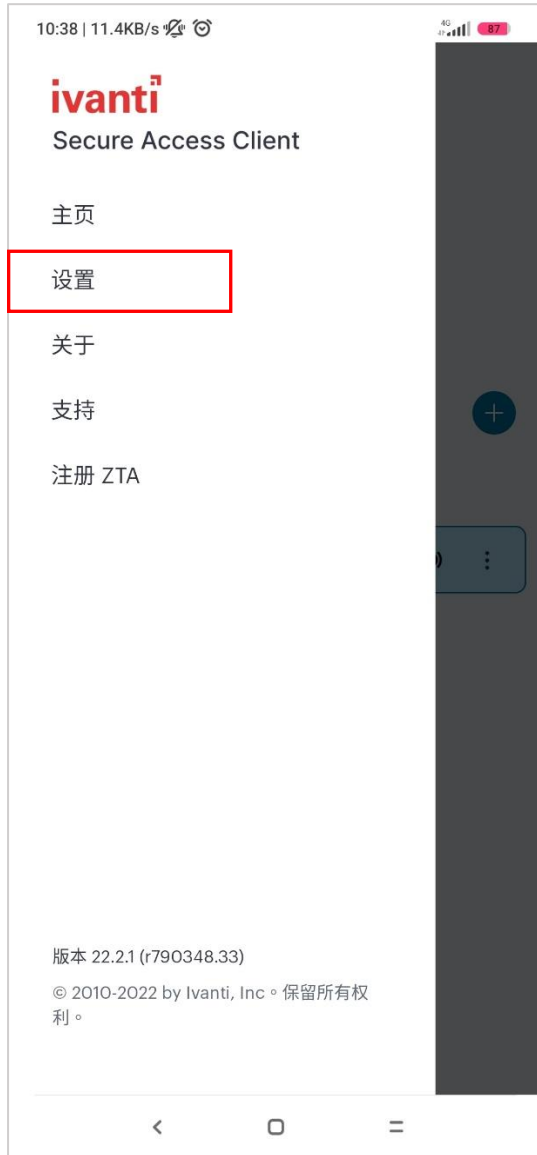 10:38 | 11.4KB/s
4G
87
ivanti
Secure Access Client
主页
设置
关于
支持
注册 ZTA
版本 22.2.1 (r790348.33)
© 2010-2022 by Ivanti, Inc。保留所有权
利。